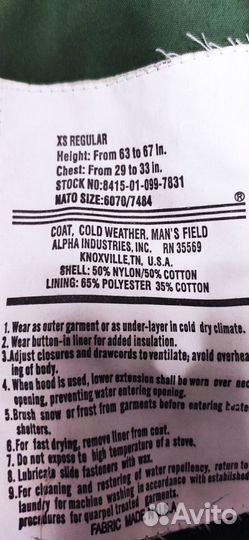 XS REGULAR
Height: From 63 to 67 in.
Chest: From 29 to 33 in.
STOCK NO:8415-01-099-7831
NATO SIZE:6070/7484
®
COAT, COLD WEATHER. MAN'S FIELD
ALPHA INDUSTRIES, INC. RN 35569
KNOXVILLE,TN, U.S.A.
SHELL: 50% NYLON/50% COTTON
LINING: 65% POLYESTER 35% COTTON
1. Wear as outer garment or as under-layer in cold dry climate.
2. Wear button-in liner for added insulation.
3.Adjust closures and drawcords to ventilate, avoid overhea
ing of body.
4. When hood is used, lower extension shall be worn over
opening, preventing water entering opening.
5.Brush snow or frost from garments before entering
shelters.
6. For fast drying, remove liner from coat.
7. Do not expose to high temperature of a stove.
8. Lubricate slide fasteners with wax.
9. For cleaning and restoring of water repellency, return to
laundry for machine washing in accordance with established
procedures for quarpel treated garments.
FABRIC MADE
Avito